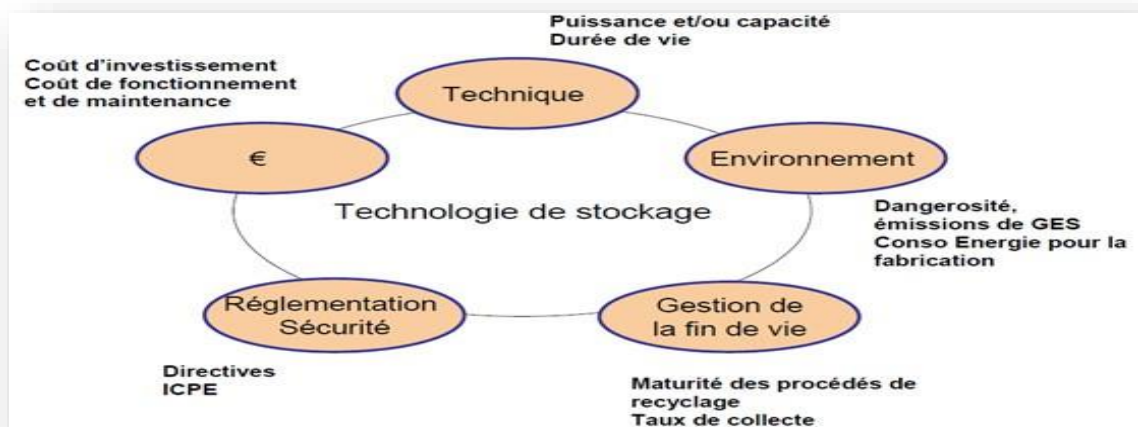 Puissance et/ou capacité
Durée de vie
Coût d'investissement
Coût de fonctionnement
et de maintenance
Technique
€
Environnement
Technologie de stockage
Dangerosité,
émissions de GES
Conso Energie pour la
fabrication
Réglementation
Sécurité
Gestion de
la fin de vie
Directives
ICPE
Maturité des procédés de
recyclage
Taux de collecte